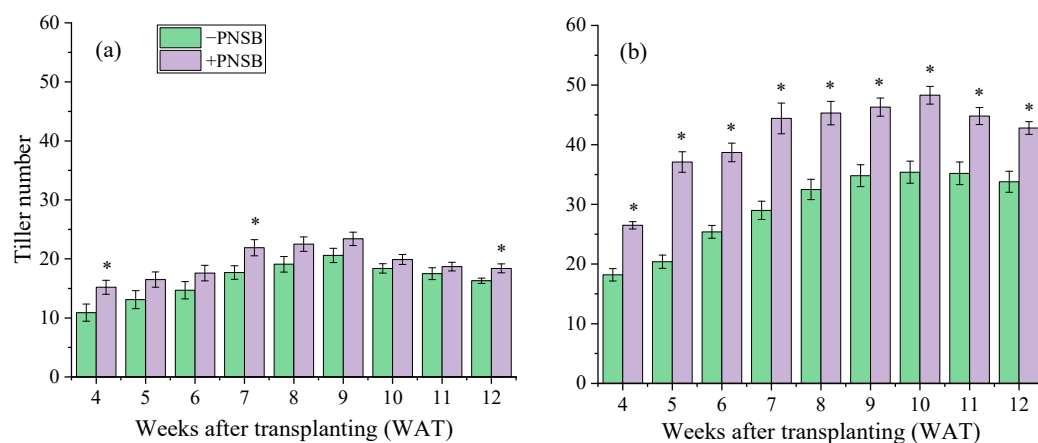 (a)
−PNSB
+PNSB
Tiller number
60
50
40
30
20
10
0
* * *
4 5 6 7 8 9 10 11 12
Weeks after transplanting (WAT)
(b)
60
50
40
30
20
10
0
* * * * * * * * *
4 5 6 7 8 9 10 11 12
Weeks after transplanting (WAT)